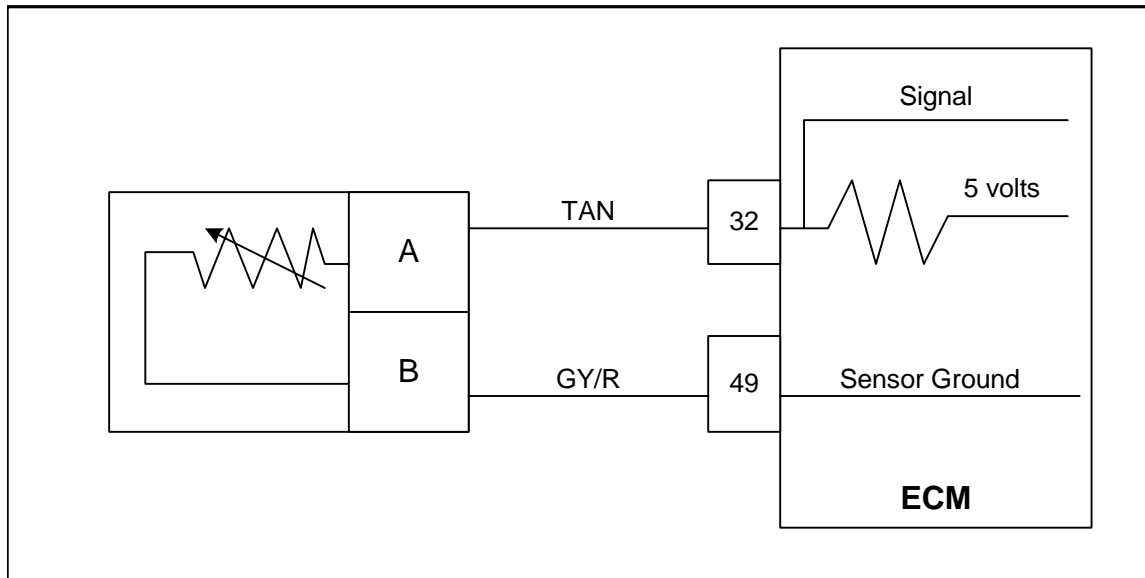 Signal
5 volts
TAN
32
A
B
GY/R
49
Sensor Ground
ECM